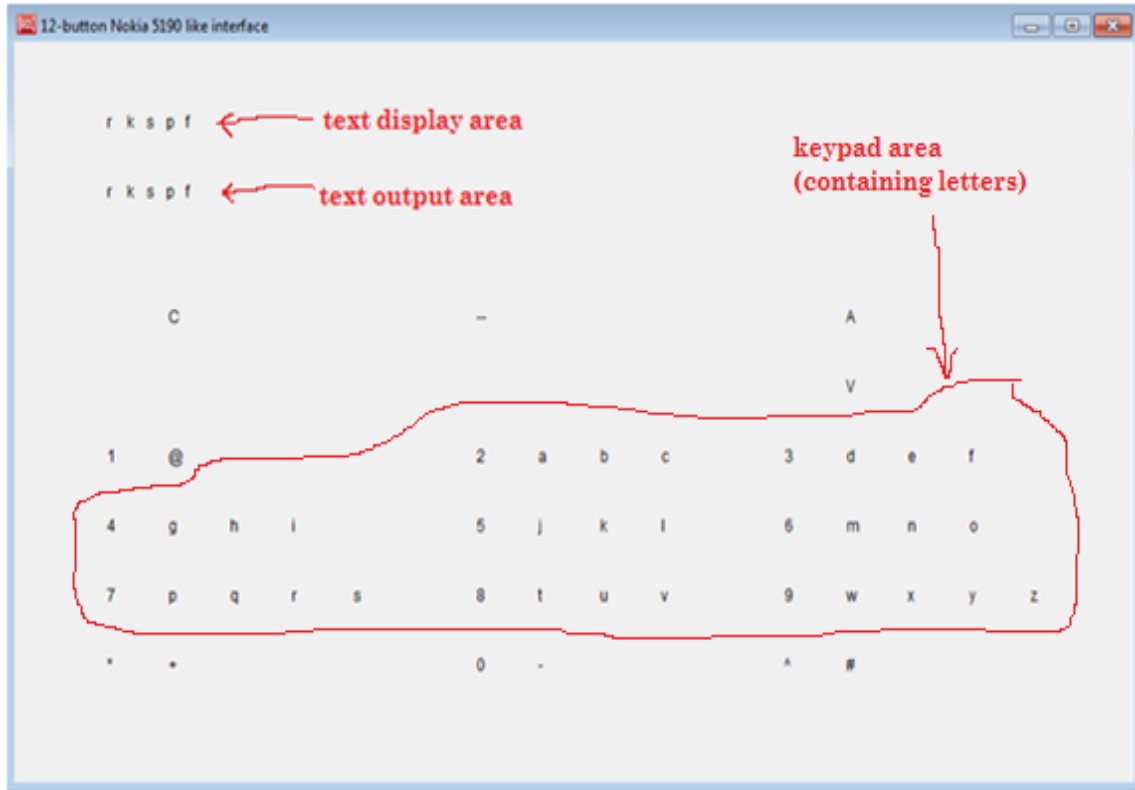 12-button Nokia 5190 like interface
r k s p f text display area
keypad area
(containing letters)
r k s p f text output area
C -- A
V
1 @ 2 a b c 3 d e f
4 g h i 5 j k l 6 m n o
7 p q r s 8 t u v 9 w x y z
* + 0 - ^ #